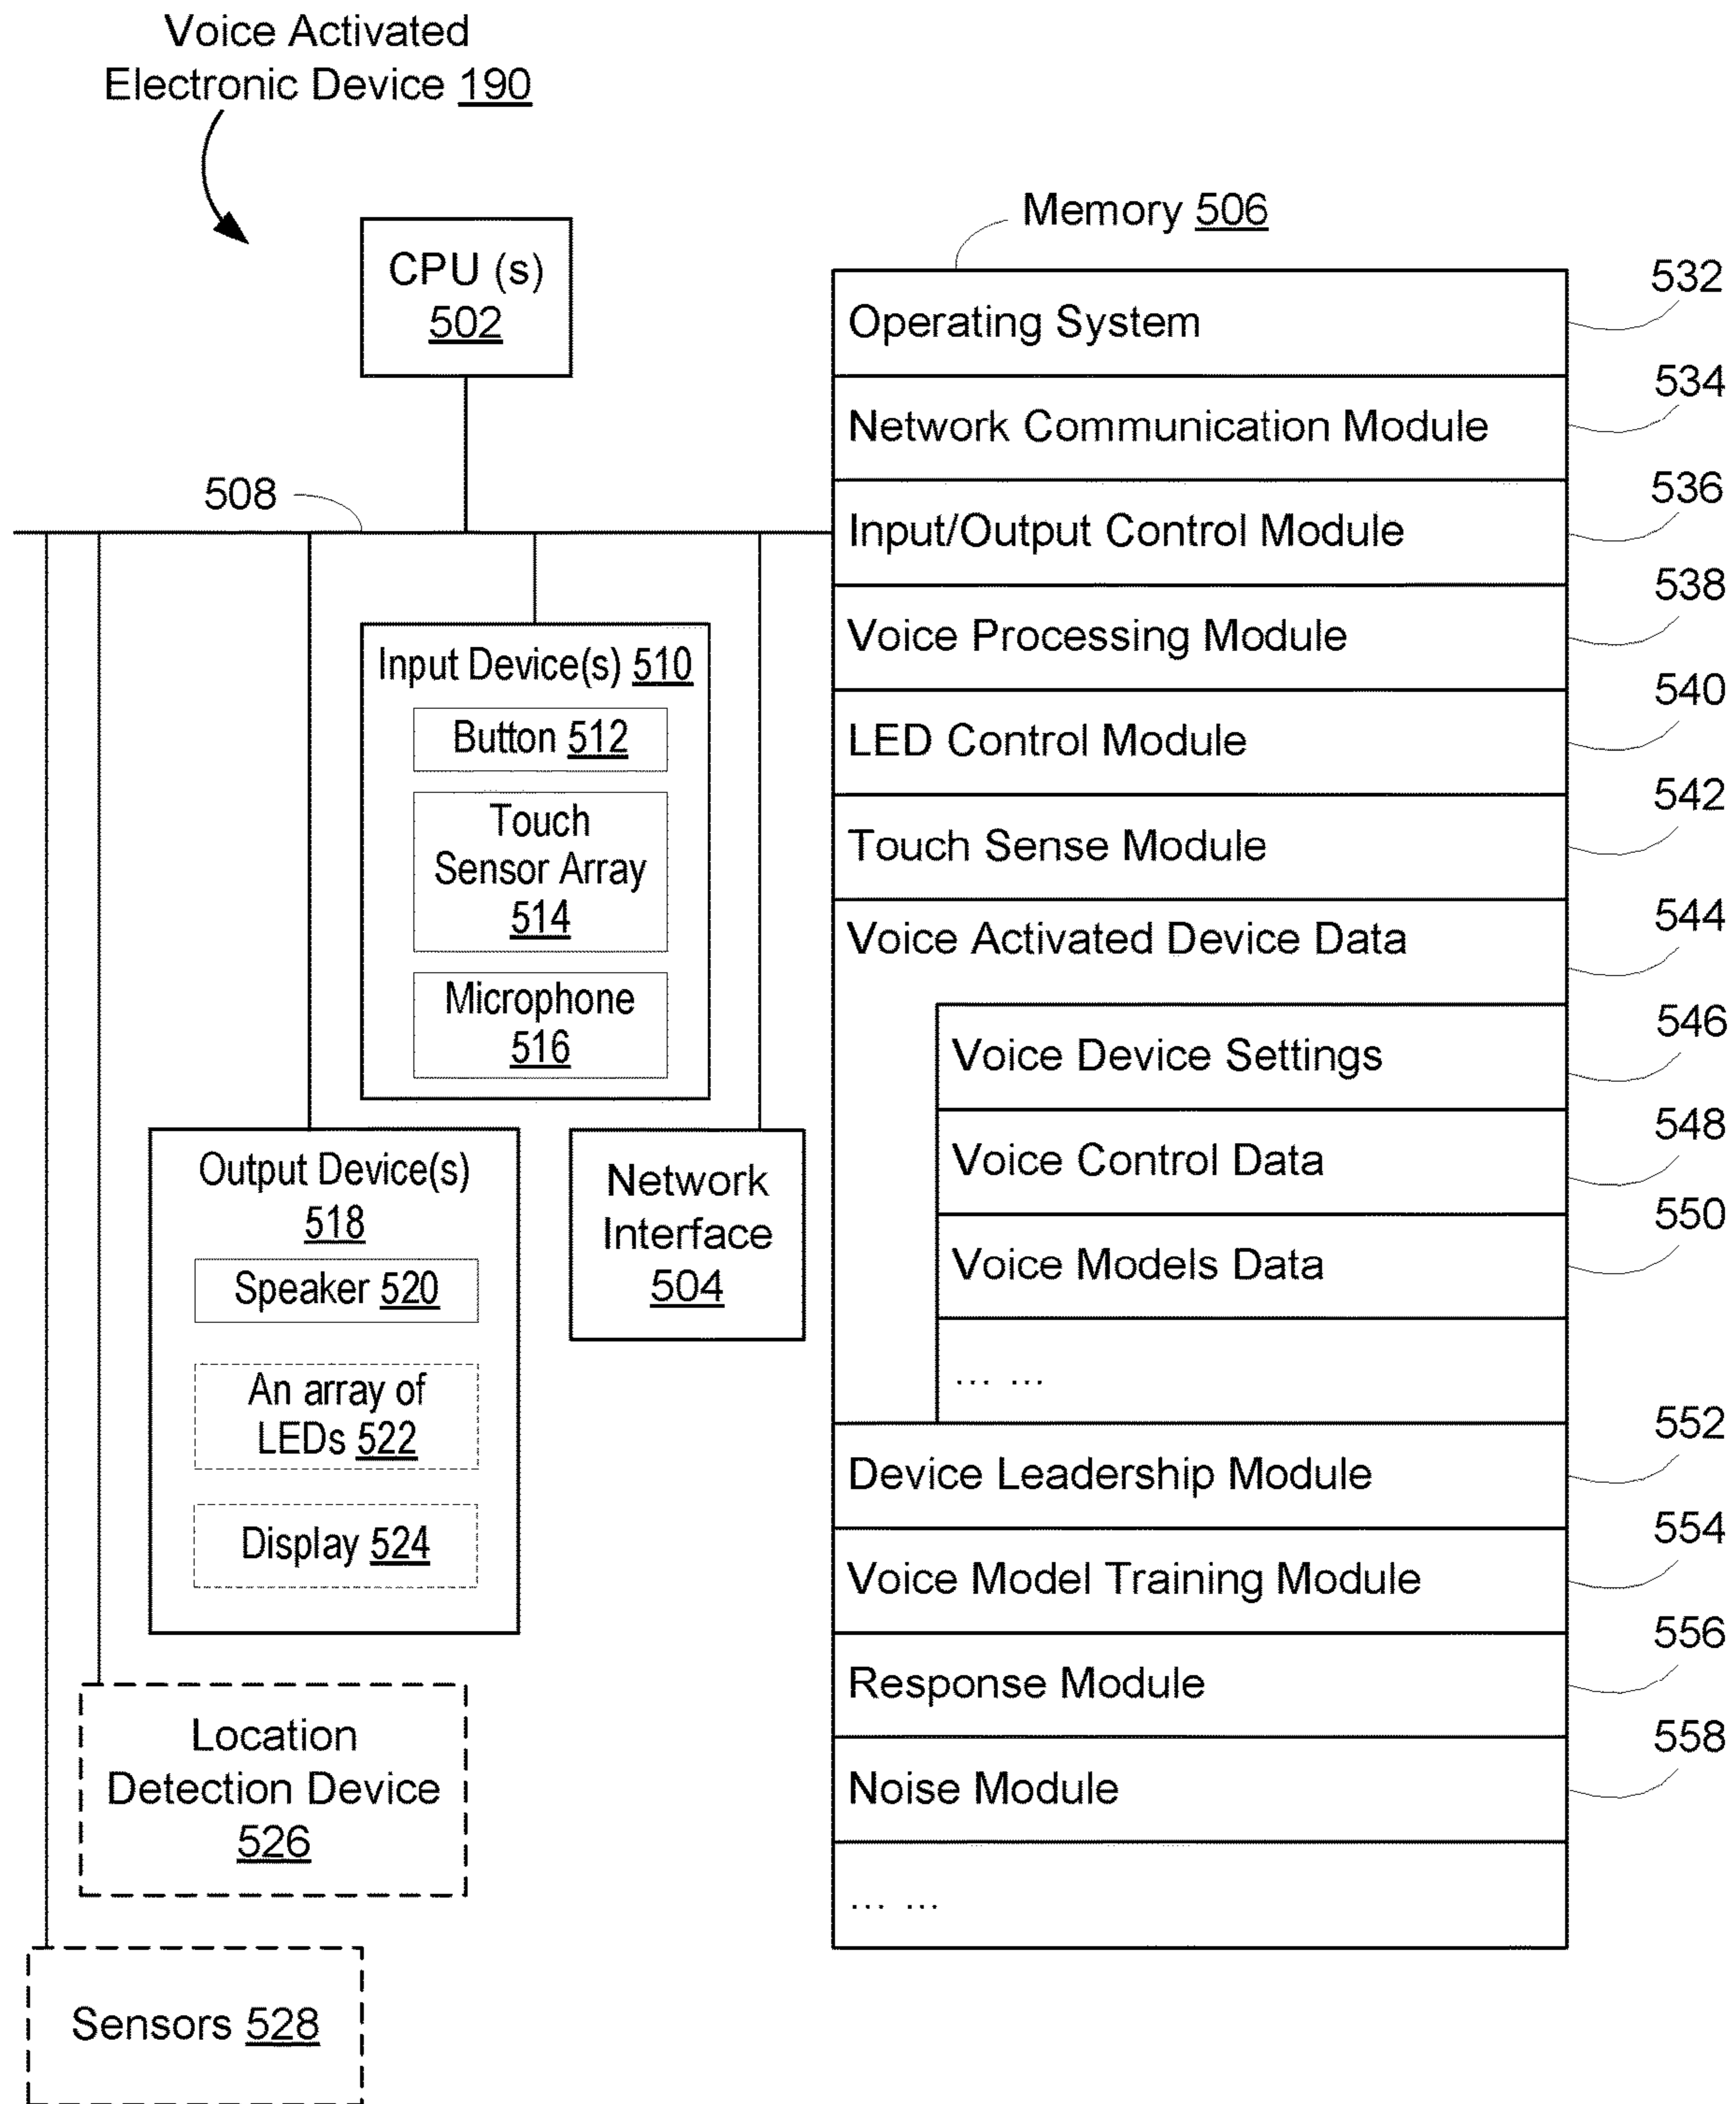 Voice Activated
Electronic Device 190
CPU (s)
502
508
Input Device(s) 510
Button 512
Touch
Sensor Array
514
Microphone
516
Output Device(s)
518
Speaker 520
An array of
LEDs 522
Display 524
Network
Interface
504
Location
Detection Device
526
Sensors 528
Memory 506
Operating System
532
Network Communication Module
534
Input/Output Control Module
536
Voice Processing Module
538
LED Control Module
540
Touch Sense Module
542
Voice Activated Device Data
544
Voice Device Settings
546
Voice Control Data
548
Voice Models Data
550
... ...
Device Leadership Module
552
Voice Model Training Module
554
Response Module
556
Noise Module
558
... ...